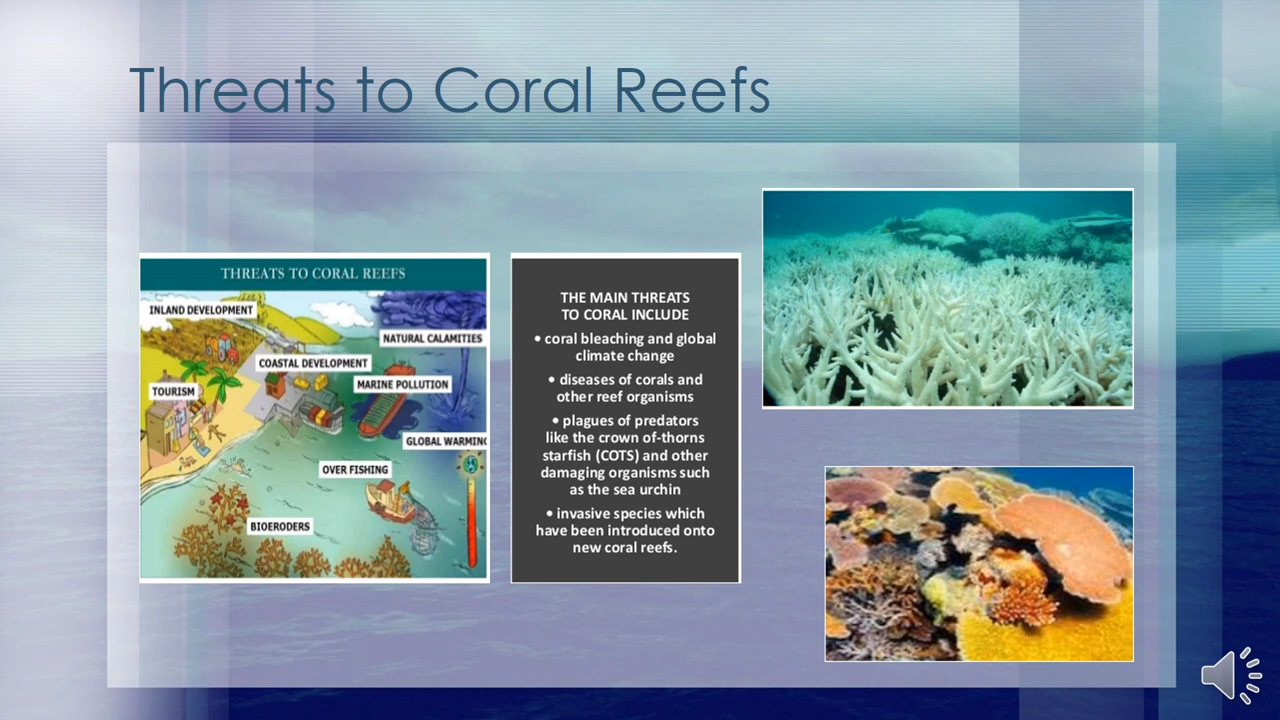 Threats to Coral Reefs
THREATS TO CORAL REEFS
INLAND DEVELOPMENT
NATURAL CALAMITIES
COASTAL DEVELOPMENT
MARINE POLLUTION
TOURISM
GLOBAL WARMING
OVER FISHING
BIOERODERS
THE MAIN THREATS
TO CORAL INCLUDE
• coral bleaching and global
climate change
• diseases of corals and
other reef organisms
• plagues of predators
like the crown of-thorns
starfish (COTS) and other
damaging organisms such
as the sea urchin
• invasive species which
have been introduced onto
new coral reefs.